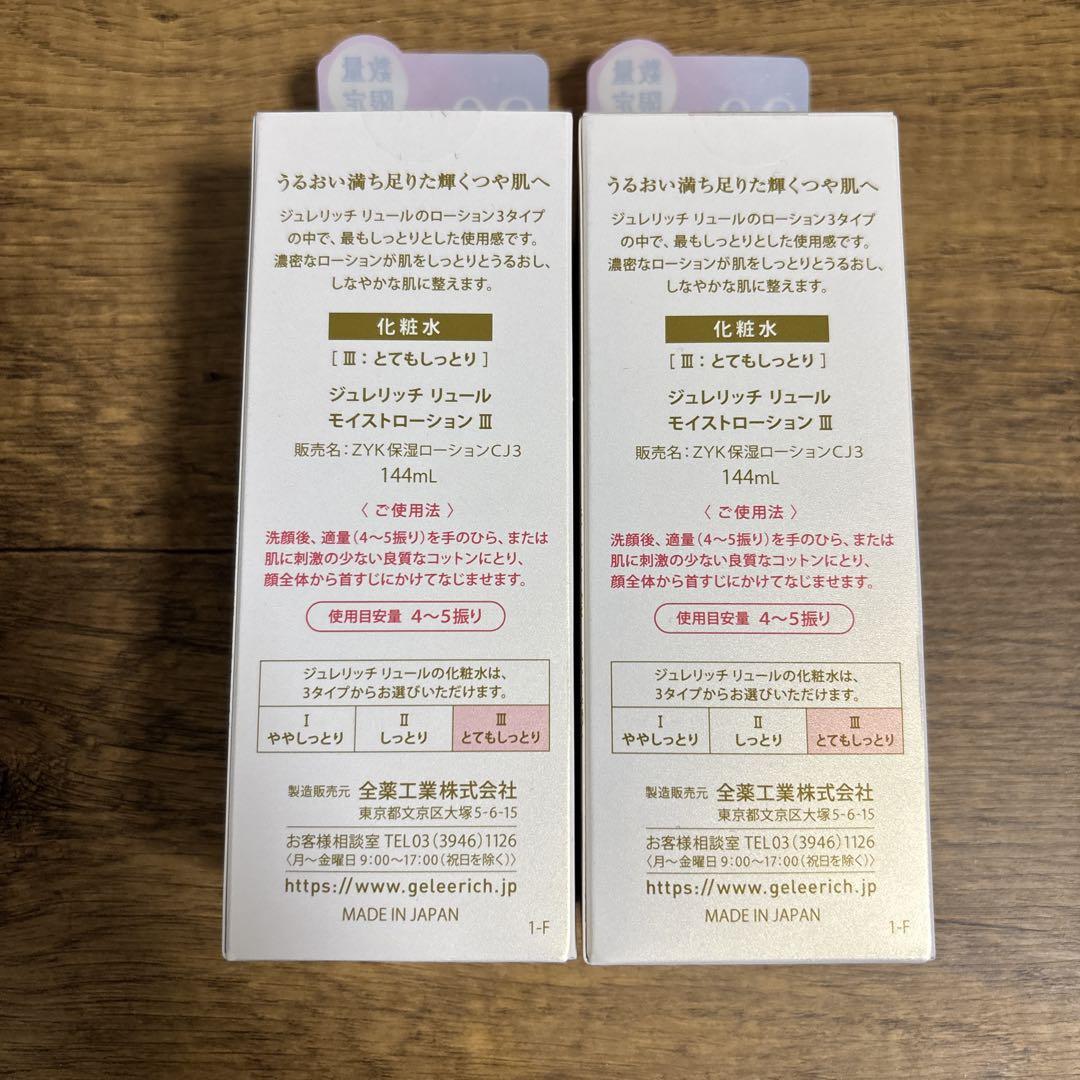 数量
限定
うるおい満ち足りた輝くつや肌へ
ジュレリッチ リュールのローション3タイプ
の中で、最もしっとりとした使用感です。
濃密なローションが肌をしっとりとうるおし、
しなやかな肌に整えます。
化粧水
[ Ⅲ：とてもしっとり ]
ジュレリッチ リュール
モイストローション Ⅲ
販売名：ZYK保湿ローションCJ3
144mL
〈 ご使用法 〉
洗顔後、適量（4〜5振り）を手のひら、または
肌に刺激の少ない良質なコットンにとり、
顔全体から首すじにかけてなじませます。
使用目安量 4〜5振り
ジュレリッチ リュールの化粧水は、
3タイプからお選びいただけます。
Ⅰ
ややしっとり
Ⅱ
しっとり
Ⅲ
とてもしっとり
製造販売元 全薬工業株式会社
東京都文京区大塚5-6-15
お客様相談室 TEL03（3946）1126
〈月〜金曜日 9：00〜17：00（祝日を除く）〉
https://www.geleerich.jp
MADE IN JAPAN
1-F
数量
限定
うるおい満ち足りた輝くつや肌へ
ジュレリッチ リュールのローション3タイプ
の中で、最もしっとりとした使用感です。
濃密なローションが肌をしっとりとうるおし、
しなやかな肌に整えます。
化粧水
[ Ⅲ：とてもしっとり ]
ジュレリッチ リュール
モイストローション Ⅲ
販売名：ZYK保湿ローションCJ3
144mL
〈 ご使用法 〉
洗顔後、適量（4〜5振り）を手のひら、または
肌に刺激の少ない良質なコットンにとり、
顔全体から首すじにかけてなじませます。
使用目安量 4〜5振り
ジュレリッチ リュールの化粧水は、
3タイプからお選びいただけます。
Ⅰ
ややしっとり
Ⅱ
しっとり
Ⅲ
とてもしっとり
製造販売元 全薬工業株式会社
東京都文京区大塚5-6-15
お客様相談室 TEL03（3946）1126
〈月〜金曜日 9：00〜17：00（祝日を除く）〉
https://www.geleerich.jp
MADE IN JAPAN
1-F